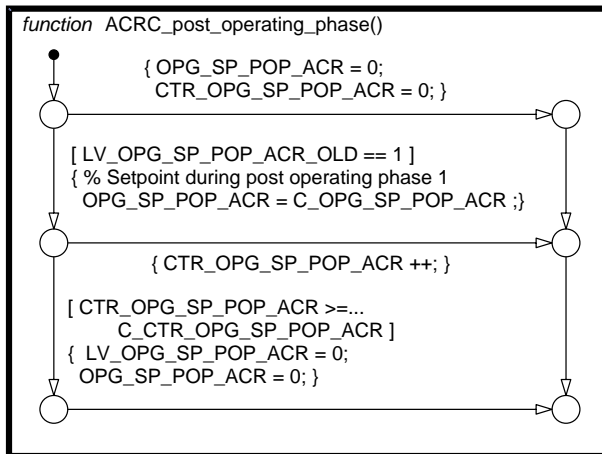 function ACRC_post_operating_phase()
{ OPG_SP_POP_ACR = 0;
CTR_OPG_SP_POP_ACR = 0; }
[ LV_OPG_SP_POP_ACR_OLD == 1 ]
{ % Setpoint during post operating phase 1
OPG_SP_POP_ACR = C_OPG_SP_POP_ACR ;}
{ CTR_OPG_SP_POP_ACR ++; }
[ CTR_OPG_SP_POP_ACR >=...
C_CTR_OPG_SP_POP_ACR ]
{ LV_OPG_SP_POP_ACR = 0;
OPG_SP_POP_ACR = 0; }